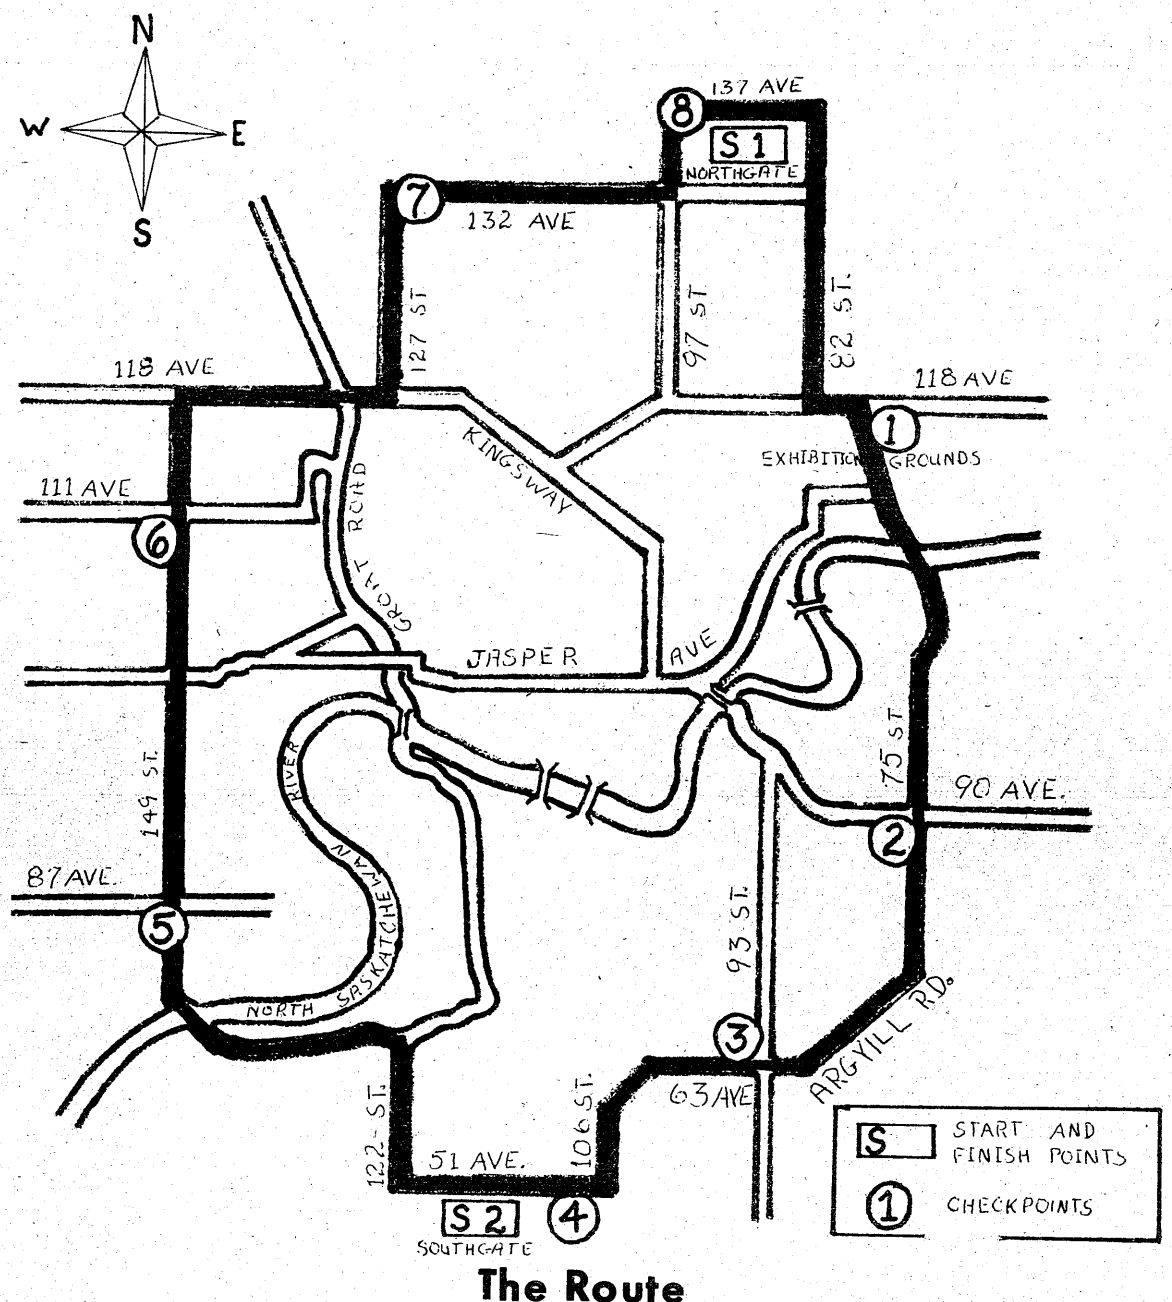 N
W E
S
137 AVE
8
S 1
NORTHGATE
7
132 AVE
127 ST
97 ST
82 ST.
118 AVE
118 AVE
1
KINGSWAY
EXHIBITION GROUNDS
111 AVE
GROAT ROAD
6
JASPER AVE
149 ST.
RIVER
75 ST
90 AVE.
2
87 AVE.
NORTH SASKATCHEWAN
5
93 ST.
ARGYILL RD.
3
63 AVE
122 ST.
106 ST.
51 AVE.
S 2
4
SOUTHGATE
S START AND
FINISH POINTS
1 CHECKPOINTS
The Route